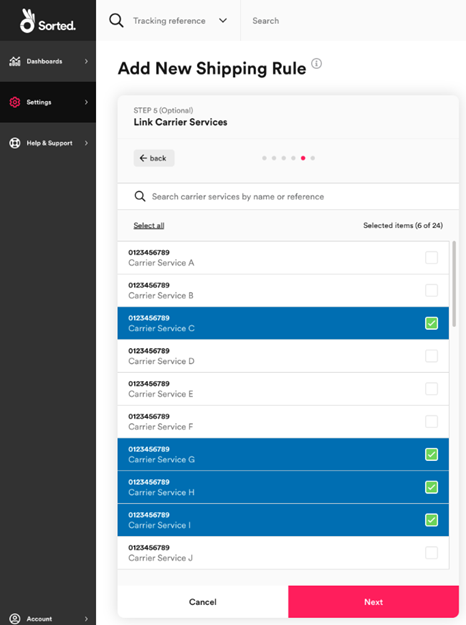 Sorted.
Tracking reference
Search
Dashboards
Settings
Help & Support
Account
Add New Shipping Rule
STEP 5 (Optional)
Link Carrier Services
back
Search carrier services by name or reference
Select all
Selected items (6 of 24)
0123456789
Carrier Service A
0123456789
Carrier Service B
0123456789
Carrier Service C
0123456789
Carrier Service D
0123456789
Carrier Service E
0123456789
Carrier Service F
0123456789
Carrier Service G
0123456789
Carrier Service H
0123456789
Carrier Service I
0123456789
Carrier Service J
Cancel
Next